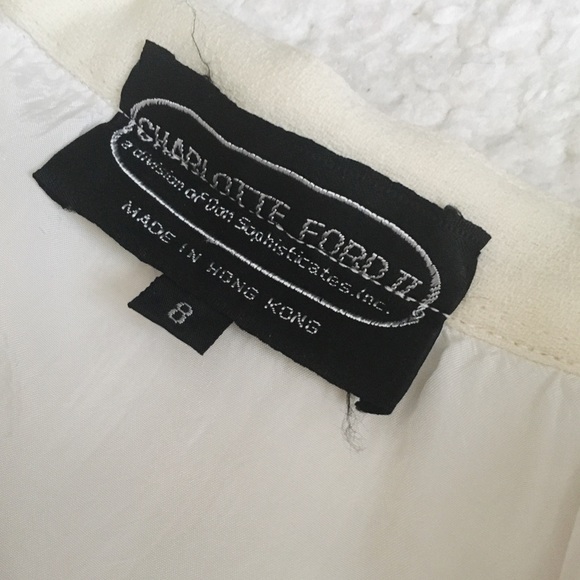 CHARLOTTE FORD II
a division of Don Sophisticates, Inc.
MADE IN HONG KONG
8